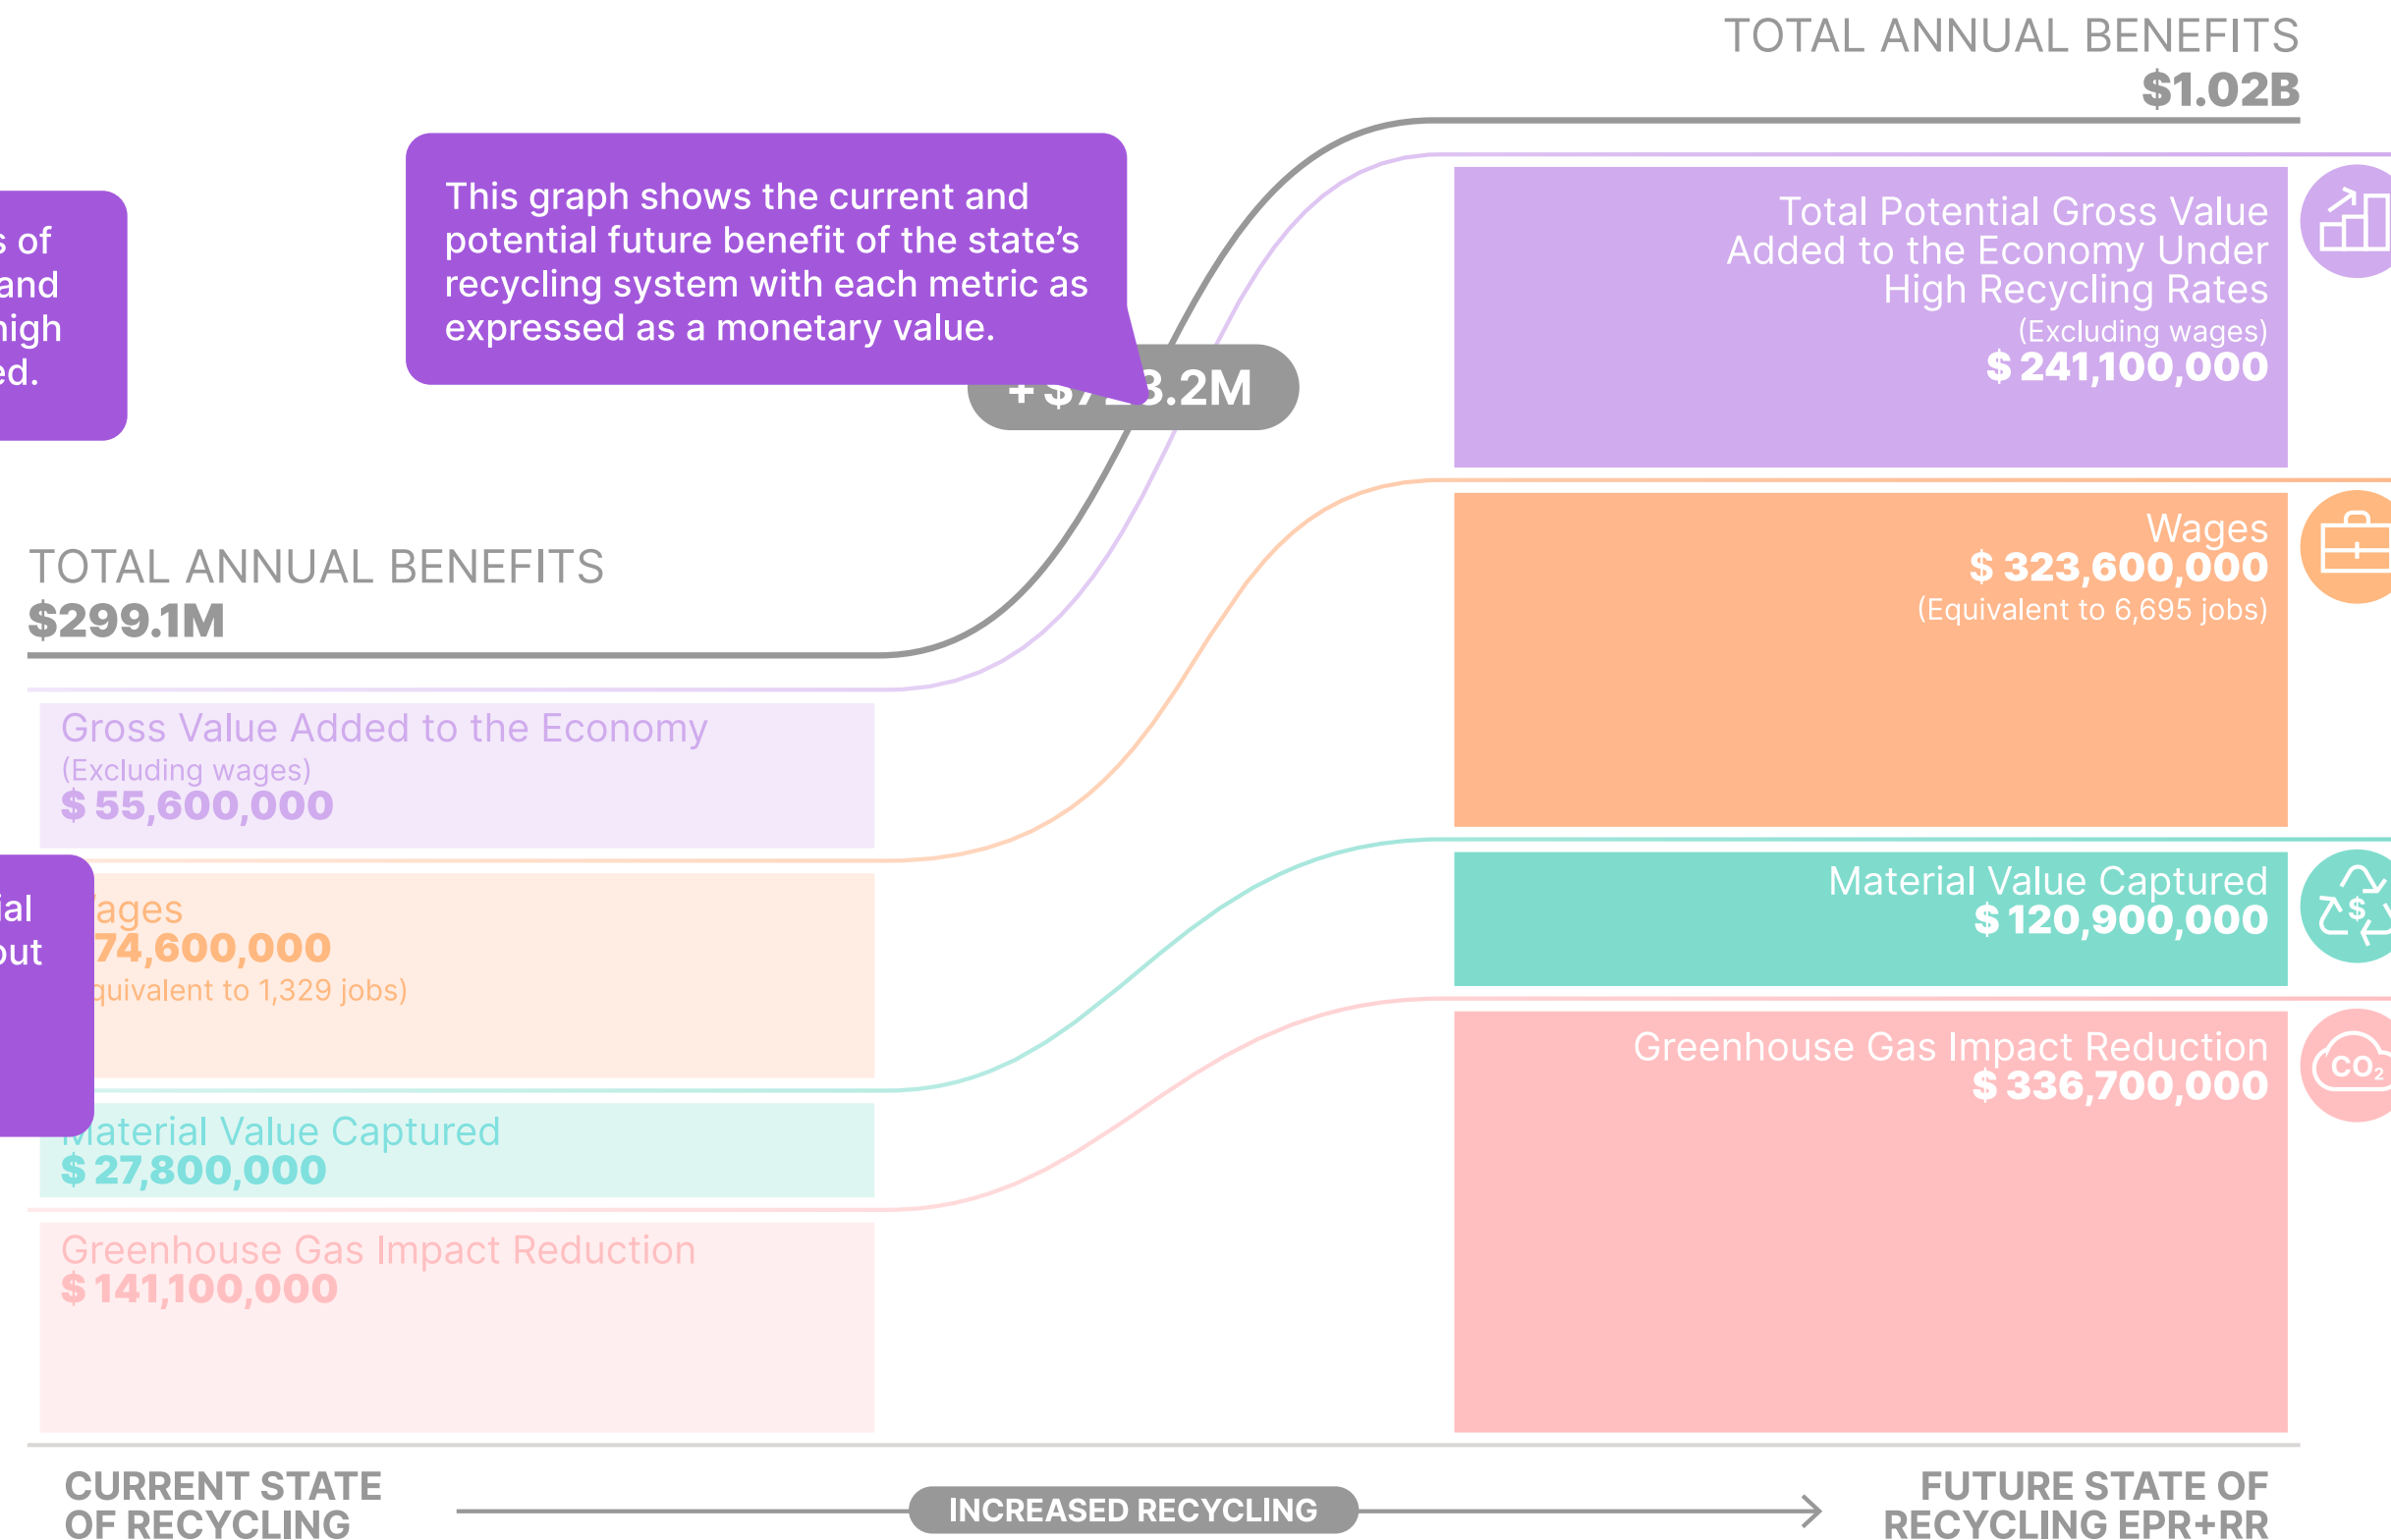 TOTAL ANNUAL BENEFITS
$1.02B
s of
and
high
ed.
This graph shows the current and
potential future benefit of the state’s
recycling system with each metric as
expressed as a monetary value.
.2M
Total Potential Gross Value
Added to the Economy Under
High Recycling Rates
(Excluding wages)
$ 241,100,000
Wages
$ 323,600,000
(Equivalent to 6,695 jobs)
Material Value Captured
$ 120,900,000
$
Greenhouse Gas Impact Reduction
$ 336,700,000
CO₂
TOTAL ANNUAL BENEFITS
$299.1M
Gross Value Added to the Economy
(Excluding wages)
$ 55,600,000
ial
out
ages
74,600,000
quivalent to 1,329 jobs)
Material Value Captured
$ 27,800,000
Greenhouse Gas Impact Reduction
$ 141,100,000
CURRENT STATE
OF RECYCLING
INCREASED RECYCLING
FUTURE STATE OF
RECYCLING EPR+RR